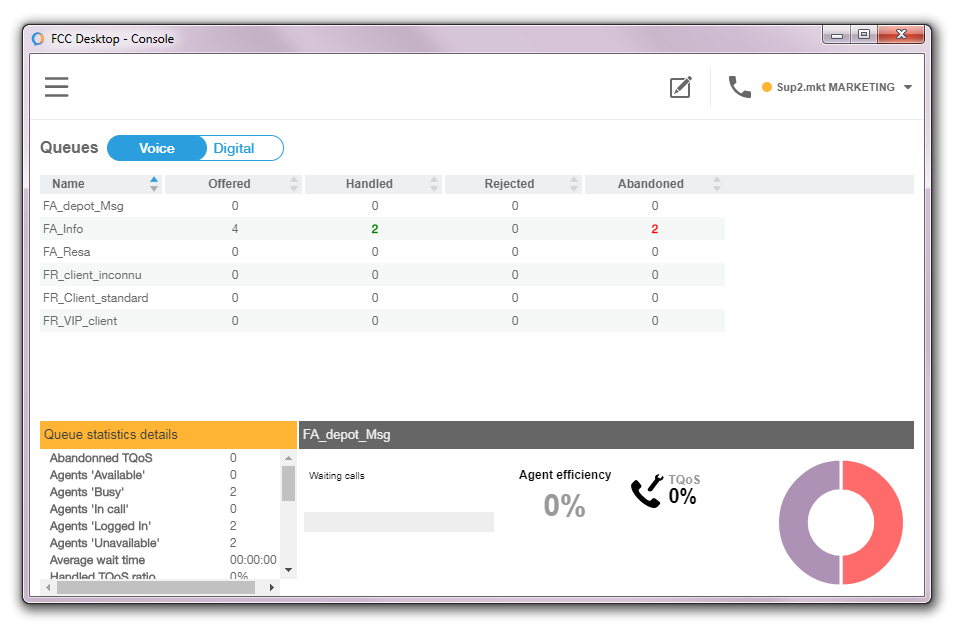 FCC Desktop - Console
Sup2.mkt MARKETING
Queues Voice Digital
Name Offered Handled Rejected Abandoned
FA_depot_Msg 0 0 0 0
FA_Info 4 2 0 2
FA_Resa 0 0 0 0
FR_client_inconnu 0 0 0 0
FR_Client_standard 0 0 0 0
FR_VIP_client 0 0 0 0
Queue statistics details
Abandonned TQoS 0
Agents 'Available' 0
Agents 'Busy' 2
Agents 'In call' 0
Agents 'Logged In' 2
Agents 'Unavailable' 2
Average wait time 00:00:00
Handled TQoS ratio 0%
FA_depot_Msg
Waiting calls
Agent efficiency
0%
TQoS
0%